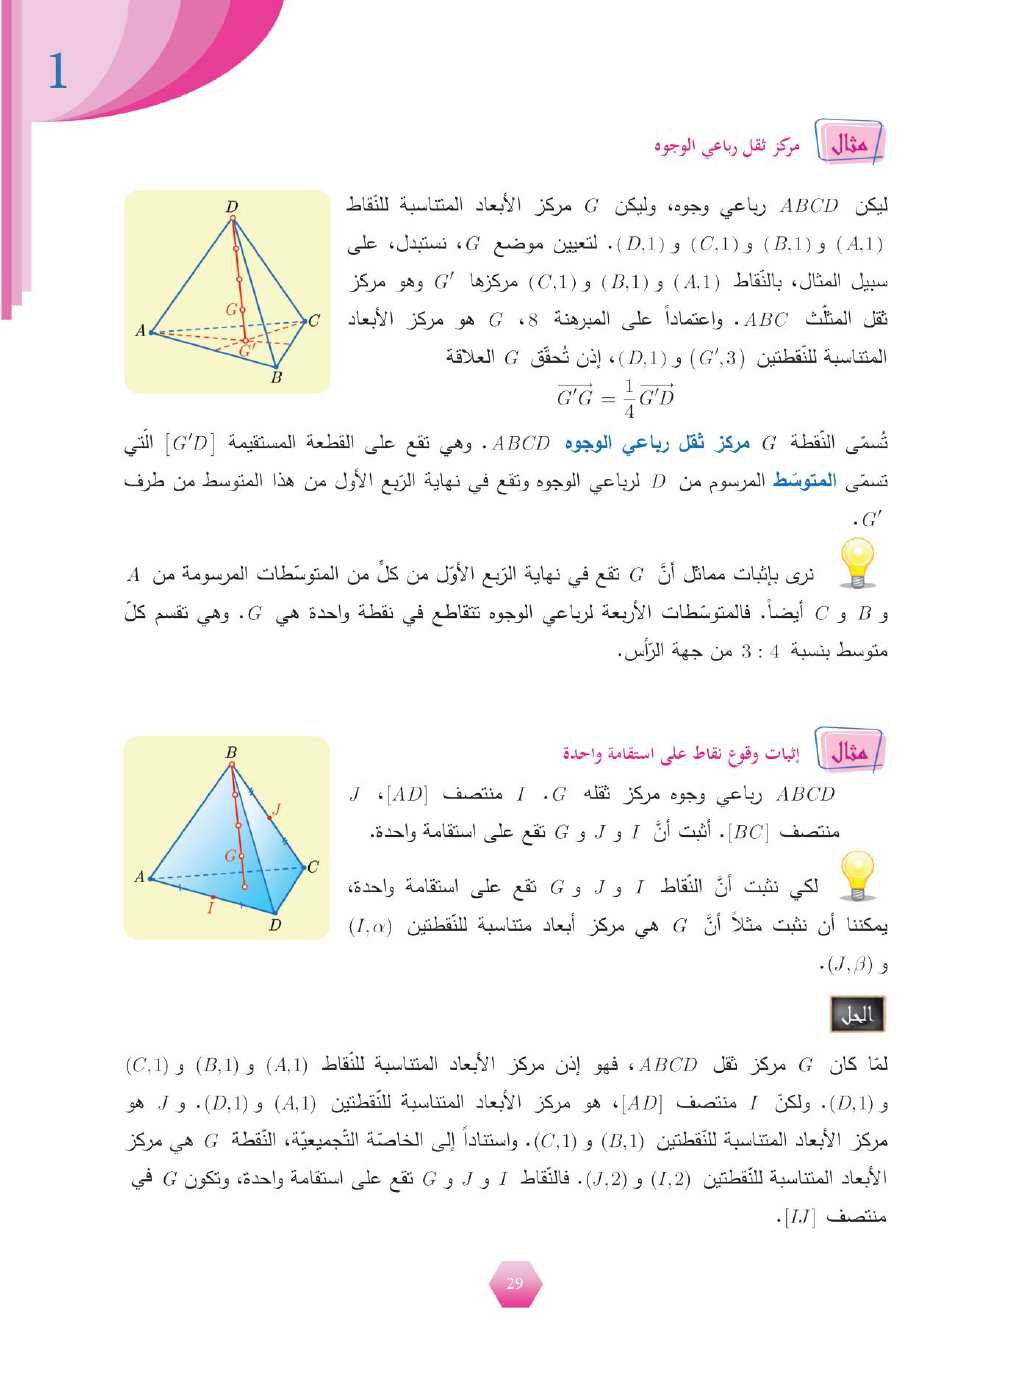 1
مثال
مركز ثقل رباعي الوجوه
ليكن ABCD رباعي وجوه، وليكن G مركز الأبعاد المتناسبة للنّقاط
(A,1) و (B,1) و (C,1) و (D,1). لتعيين موضع G، نستبدل، على
سبيل المثال، بالنّقاط (A,1) و (B,1) و (C,1) مركزها G′ وهو مركز
ثقل المثلّث ABC. واعتماداً على المبرهنة 8، G هو مركز الأبعاد
المتناسبة للنّقطتين (G′,3) و (D,1)، إذن تُحقّق G العلاقة
G′G = 1/4 G′D
D
G
A
C
G′
B
تُسمّى النّقطة G مركز ثقل رباعي الوجوه ABCD. وهي تقع على القطعة المستقيمة [G′D] الّتي
تسمّى المتوسّط المرسوم من D لرباعي الوجوه وتقع في نهاية الرّبع الأول من هذا المتوسط من طرف
G′.
نرى بإثبات مماثل أنَّ G تقع في نهاية الرّبع الأوّل من كلٍّ من المتوسّطات المرسومة من A
و B و C أيضاً. فالمتوسّطات الأربعة لرباعي الوجوه تتقاطع في نقطة واحدة هي G. وهي تقسم كلّ
متوسط بنسبة 3 : 4 من جهة الرّأس.
مثال
إثبات وقوع نقاط على استقامة واحدة
ABCD رباعي وجوه مركز ثقله G. I منتصف [AD]، J
منتصف [BC]. أثبت أنَّ I و J و G تقع على استقامة واحدة.
لكي نثبت أنَّ النّقاط I و J و G تقع على استقامة واحدة،
يمكننا أن نثبت مثلاً أنَّ G هي مركز أبعاد متناسبة للنّقطتين (I,α)
و (J,β).
B
J
G
A
C
I
D
الحل
لمّا كان G مركز ثقل ABCD، فهو إذن مركز الأبعاد المتناسبة للنّقاط (A,1) و (B,1) و (C,1)
و (D,1). ولكنّ I منتصف [AD]، هو مركز الأبعاد المتناسبة للنّقطتين (A,1) و (D,1). و J هو
مركز الأبعاد المتناسبة للنّقطتين (B,1) و (C,1). واستناداً إلى الخاصّة التّجميعيّة، النّقطة G هي مركز
الأبعاد المتناسبة للنّقطتين (I,2) و (J,2). فالنّقاط I و J و G تقع على استقامة واحدة، وتكون G في
منتصف [IJ].
29